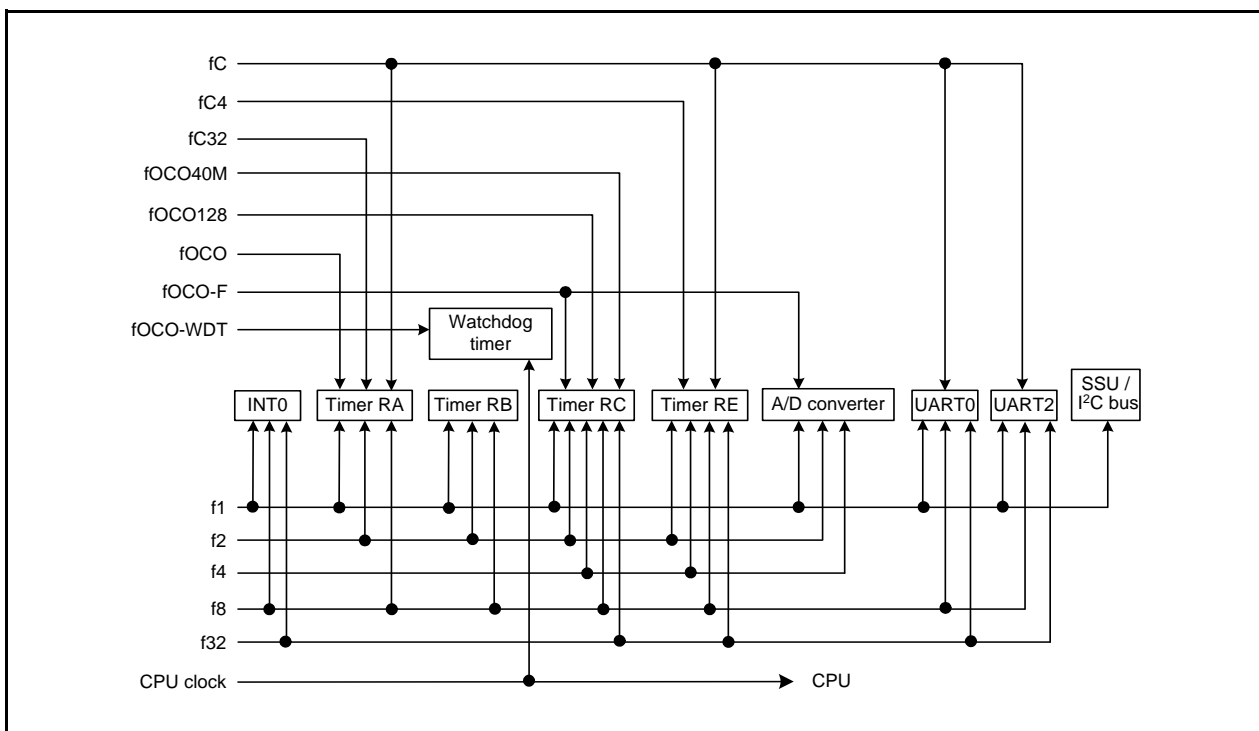 fC
fC4
fC32
fOCO40M
fOCO128
fOCO
fOCO-F
fOCO-WDT
Watchdog
timer
INT0
Timer RA
Timer RB
Timer RC
Timer RE
A/D converter
UART0
UART2
SSU /
I²C bus
f1
f2
f4
f8
f32
CPU clock
CPU